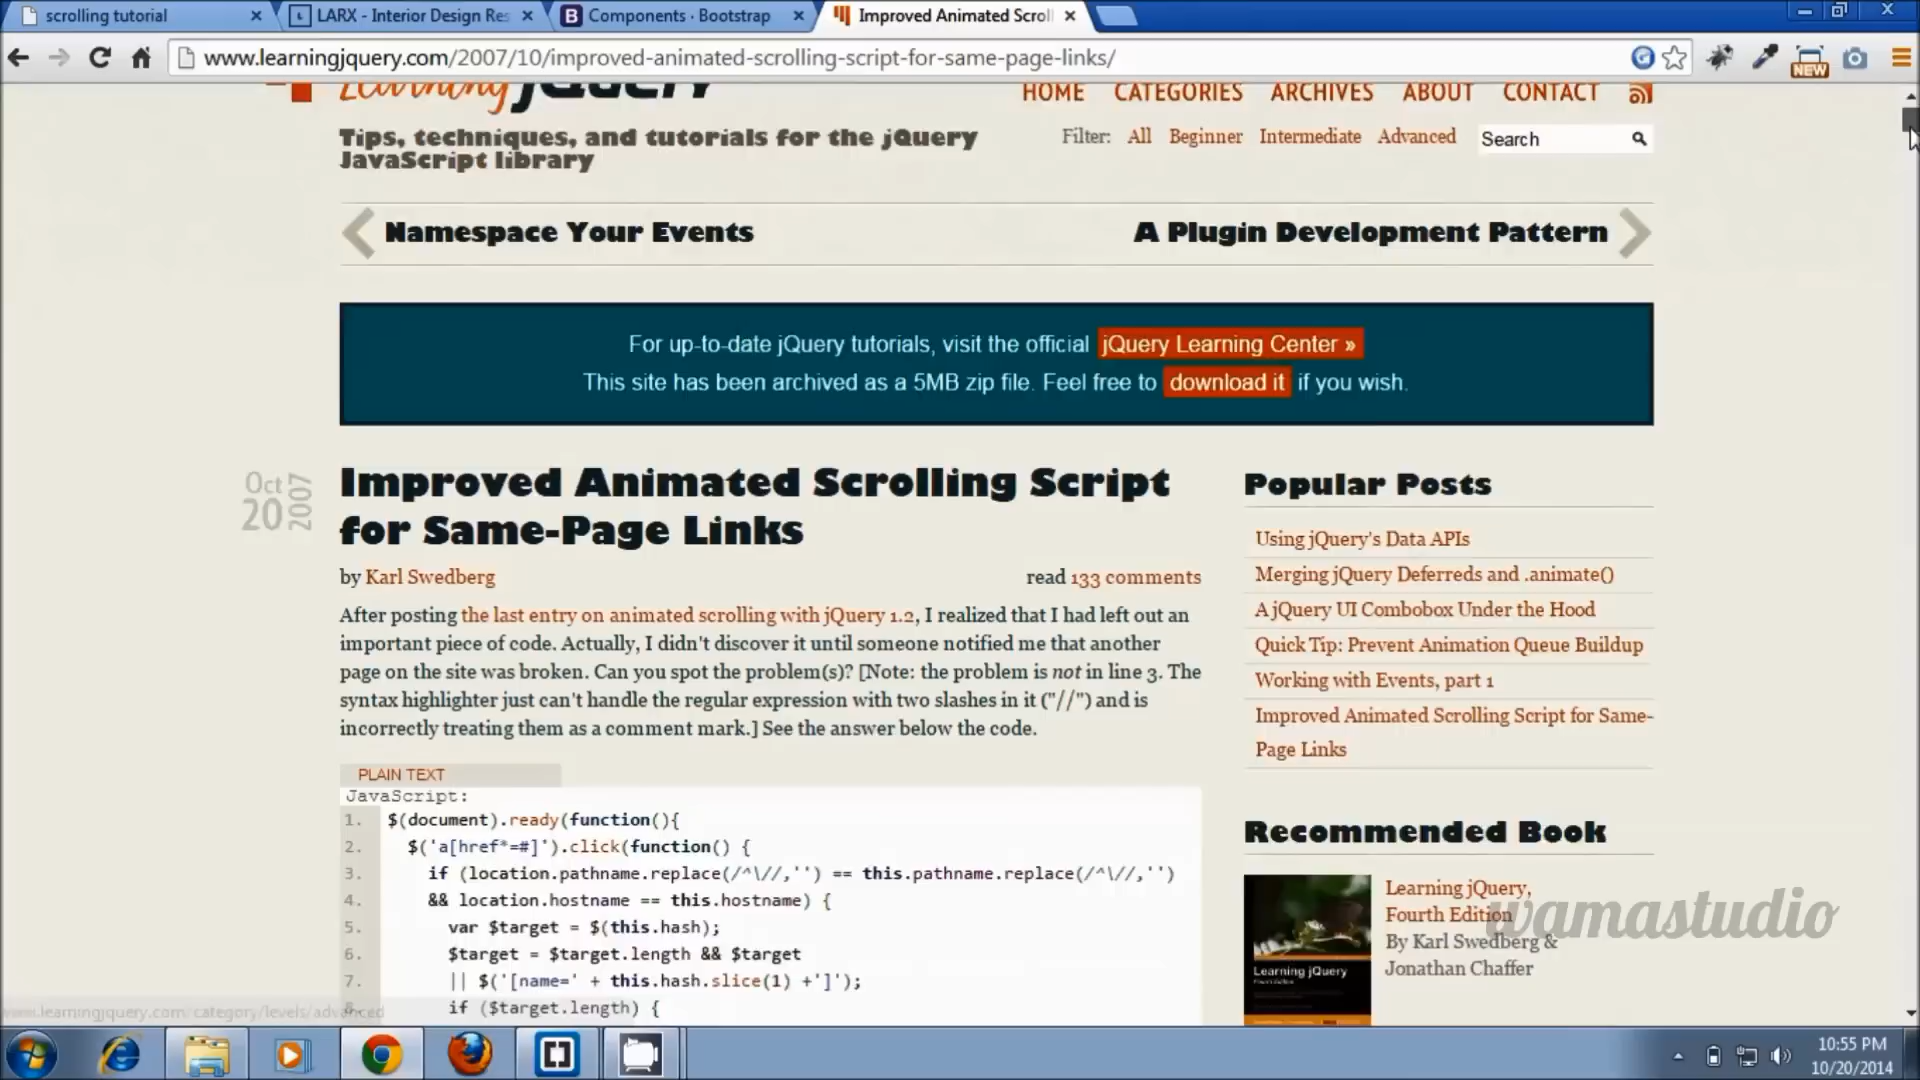 scrolling tutorial
LARX - Interior Design Res
Components · Bootstrap
Improved Animated Scroll
www.learningjquery.com/2007/10/improved-animated-scrolling-script-for-same-page-links/
NEW
Learning jQuery
HOME CATEGORIES ARCHIVES ABOUT CONTACT
Tips, techniques, and tutorials for the jQuery
JavaScript library
Filter: All Beginner Intermediate Advanced
Search
Namespace Your Events
A Plugin Development Pattern
For up-to-date jQuery tutorials, visit the official jQuery Learning Center »
This site has been archived as a 5MB zip file. Feel free to download it if you wish.
Oct
20
2007
Improved Animated Scrolling Script
for Same-Page Links
by Karl Swedberg
read 133 comments
After posting the last entry on animated scrolling with jQuery 1.2, I realized that I had left out an
important piece of code. Actually, I didn't discover it until someone notified me that another
page on the site was broken. Can you spot the problem(s)? [Note: the problem is not in line 3. The
syntax highlighter just can't handle the regular expression with two slashes in it ("//") and is
incorrectly treating them as a comment mark.] See the answer below the code.
PLAIN TEXT
JavaScript:
1. $(document).ready(function(){
2. $('a[href*=#]').click(function() {
3. if (location.pathname.replace(/^\//,'') == this.pathname.replace(/^\//,'')
4. && location.hostname == this.hostname) {
5. var $target = $(this.hash);
6. $target = $target.length && $target
7. || $('[name=' + this.hash.slice(1) +']');
8. if ($target.length) {
Popular Posts
Using jQuery's Data APIs
Merging jQuery Deferreds and .animate()
A jQuery UI Combobox Under the Hood
Quick Tip: Prevent Animation Queue Buildup
Working with Events, part 1
Improved Animated Scrolling Script for Same-
Page Links
Recommended Book
Learning jQuery
Learning jQuery,
Fourth Edition
By Karl Swedberg &
Jonathan Chaffer
wamastudio
www.learningjquery.com/category/levels/advanced
10:55 PM
10/20/2014